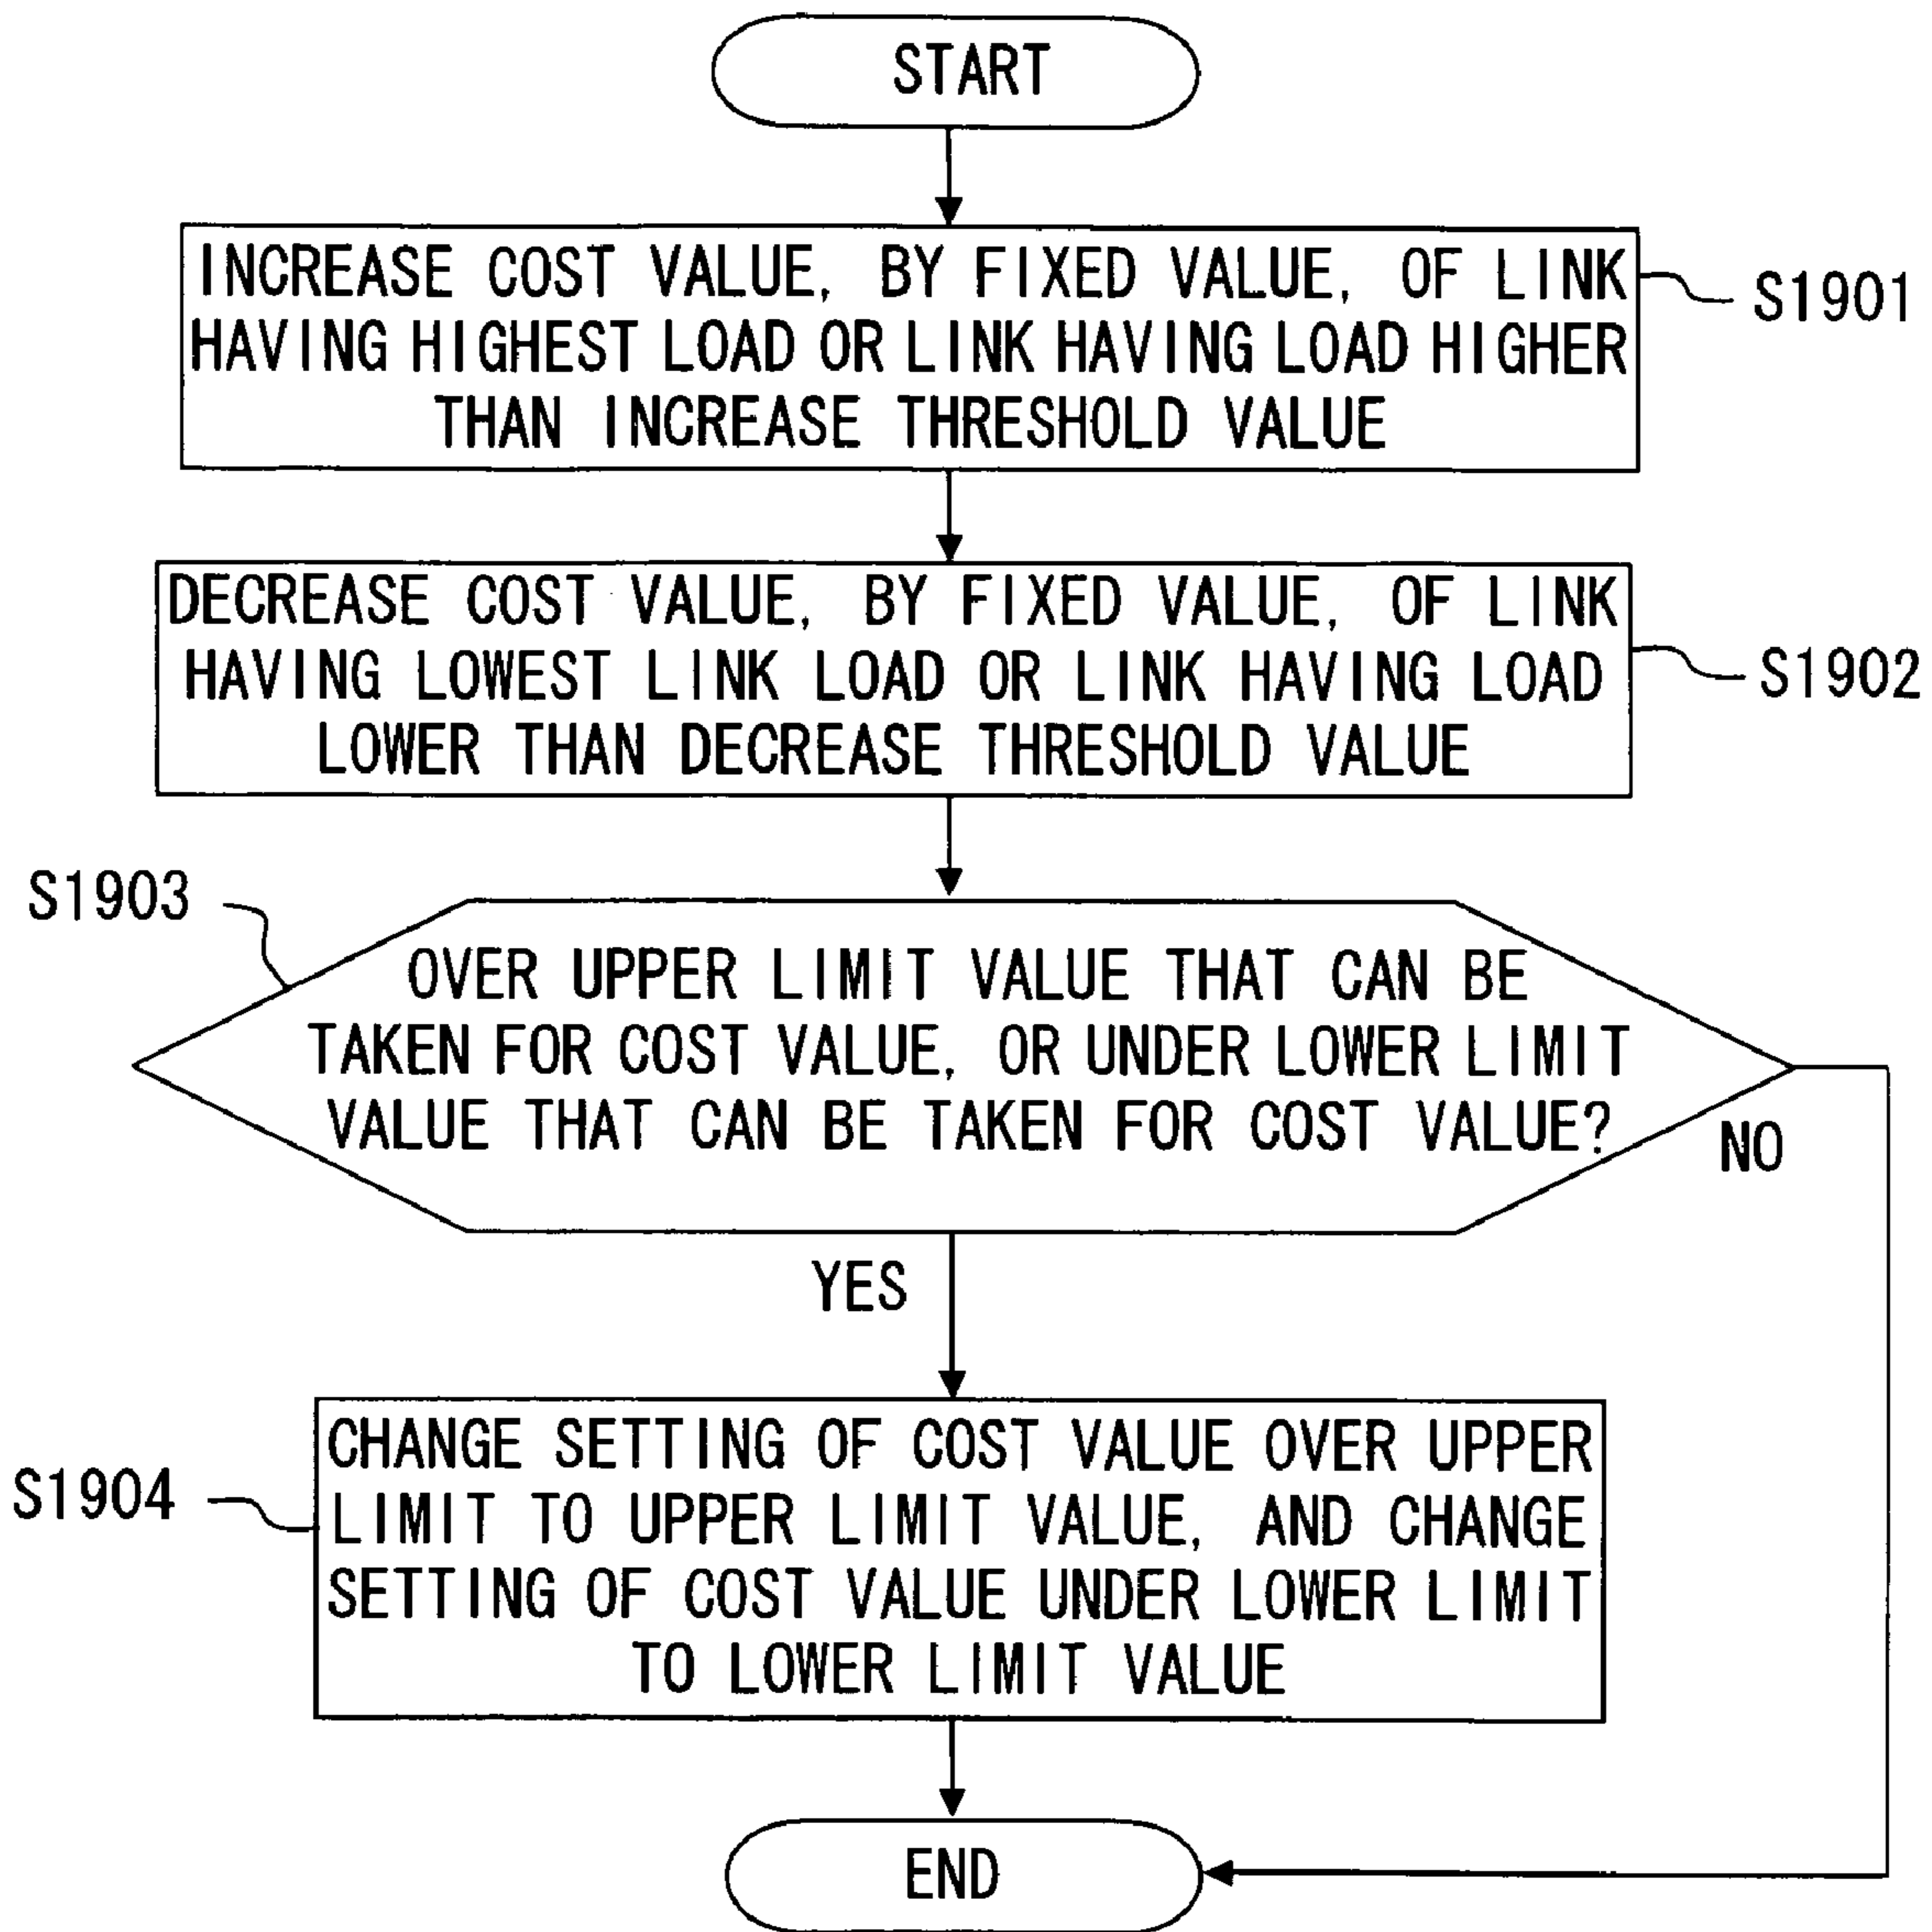 START
INCREASE COST VALUE, BY FIXED VALUE, OF LINK
HAVING HIGHEST LOAD OR LINK HAVING LOAD HIGHER
THAN INCREASE THRESHOLD VALUE
S1901
DECREASE COST VALUE, BY FIXED VALUE, OF LINK
HAVING LOWEST LINK LOAD OR LINK HAVING LOAD
LOWER THAN DECREASE THRESHOLD VALUE
S1902
S1903
OVER UPPER LIMIT VALUE THAT CAN BE
TAKEN FOR COST VALUE, OR UNDER LOWER LIMIT
VALUE THAT CAN BE TAKEN FOR COST VALUE?
NO
YES
S1904
CHANGE SETTING OF COST VALUE OVER UPPER
LIMIT TO UPPER LIMIT VALUE, AND CHANGE
SETTING OF COST VALUE UNDER LOWER LIMIT
TO LOWER LIMIT VALUE
END